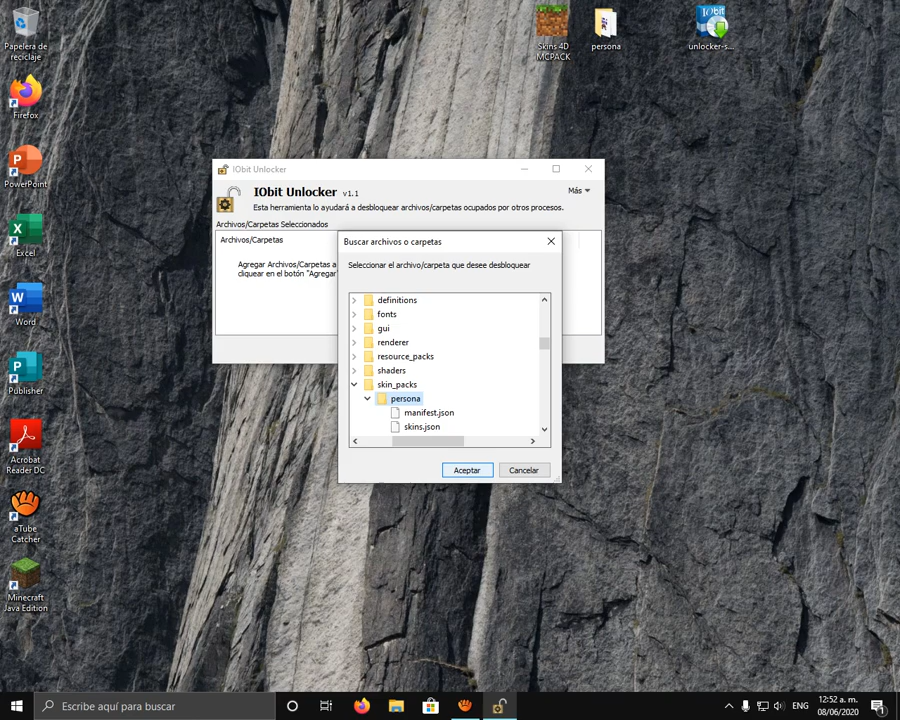 Papelera de
reciclaje
Firefox
PowerPoint
Excel
Word
Publisher
Acrobat
Reader DC
aTube
Catcher
Minecraft
Java Edition
Skins 4D
MCPACK
persona
IObit
unlocker-s...
IObit Unlocker
IObit Unlocker v1.1
Más
Esta herramienta lo ayudará a desbloquear archivos/carpetas ocupados por otros procesos.
Archivos/Carpetas Seleccionados
Archivos/Carpetas
Agregar Archivos/Carpetas a
cliquear en el botón "Agregar
Buscar archivos o carpetas
Seleccionar el archivo/carpeta que desee desbloquear
definitions
fonts
gui
renderer
resource_packs
shaders
skin_packs
persona
manifest.json
skins.json
Aceptar
Cancelar
Escribe aquí para buscar
ENG
12:52 a. m.
08/06/2020